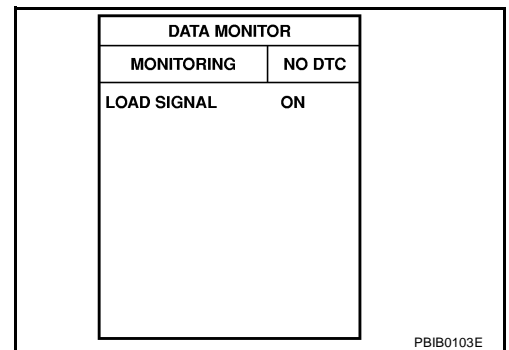 DATA MONITOR
MONITORING NO DTC
LOAD SIGNAL ON
PBIB0103E